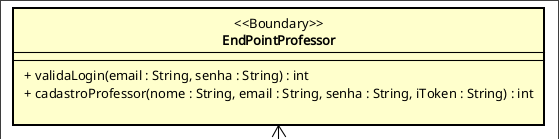 <<Boundary>>
EndPointProfessor
+ validaLogin(email : String, senha : String) : int
+ cadastroProfessor(nome : String, email : String, senha : String, iToken : String) : int